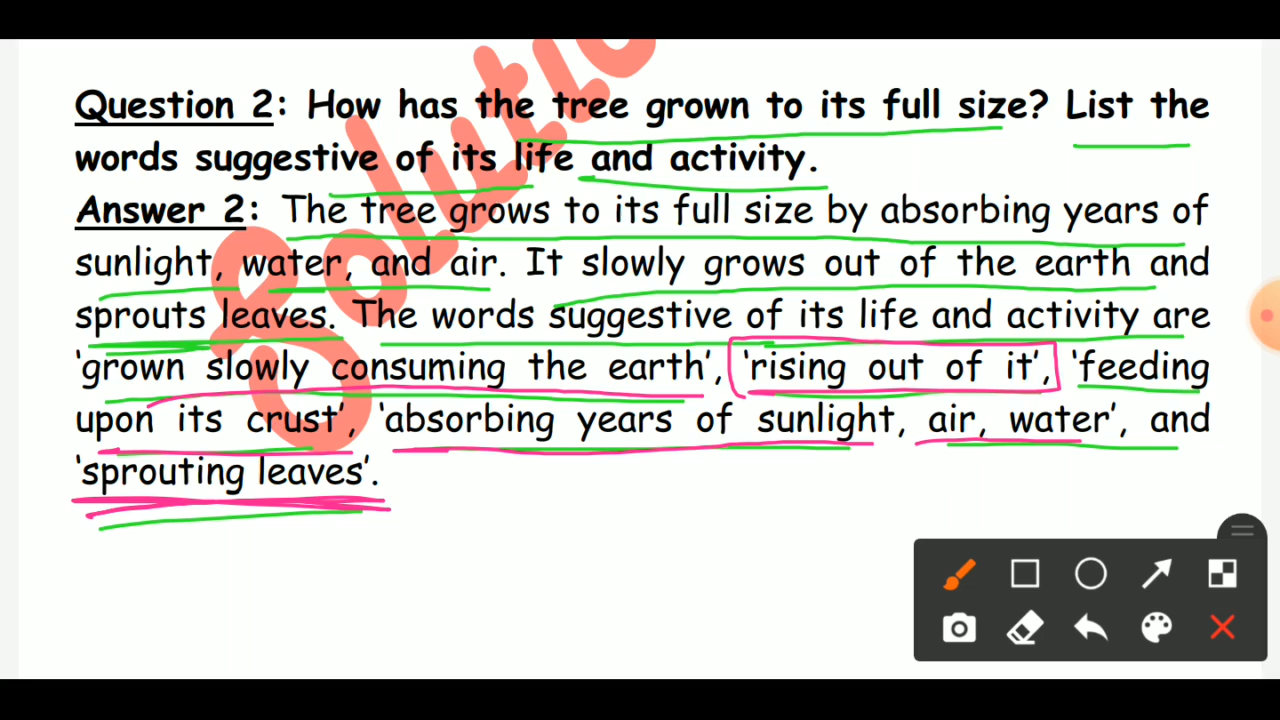 Question 2: How has the tree grown to its full size? List the
words suggestive of its life and activity.
Answer 2: The tree grows to its full size by absorbing years of
sunlight, water, and air. It slowly grows out of the earth and
sprouts leaves. The words suggestive of its life and activity are
‘grown slowly consuming the earth’, ‘rising out of it’, ‘feeding
upon its crust’, ‘absorbing years of sunlight, air, water’, and
‘sprouting leaves’.